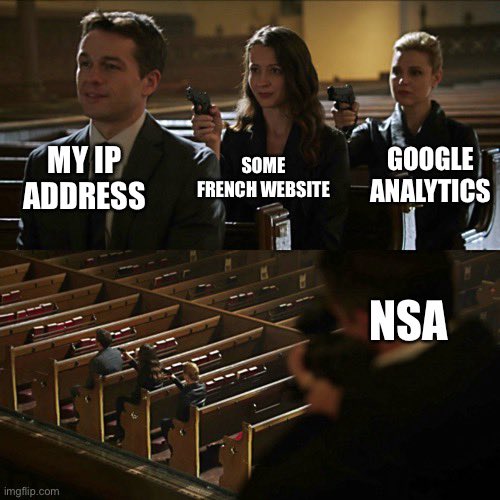 MY IP
ADDRESS
SOME
FRENCH WEBSITE
GOOGLE
ANALYTICS
NSA
imgflip.com